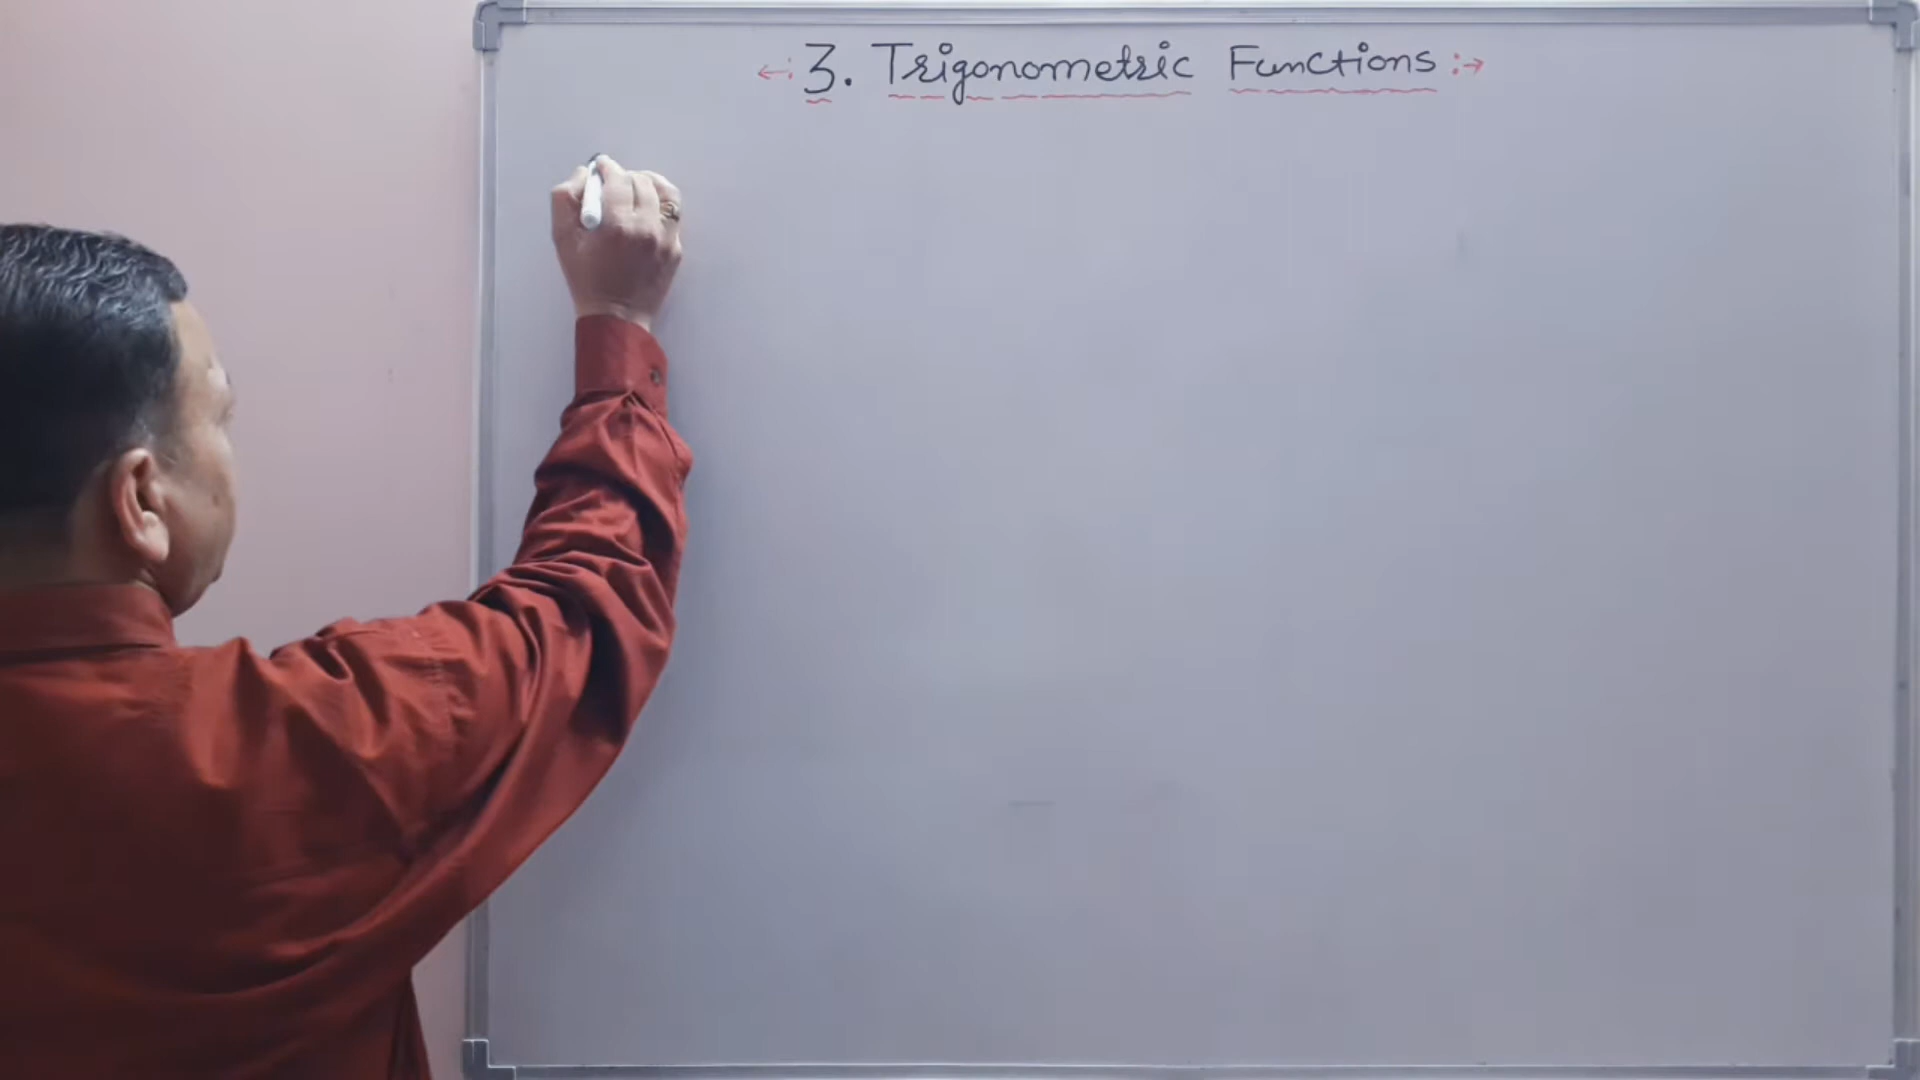 ←: 3. Trigonometric Functions :→